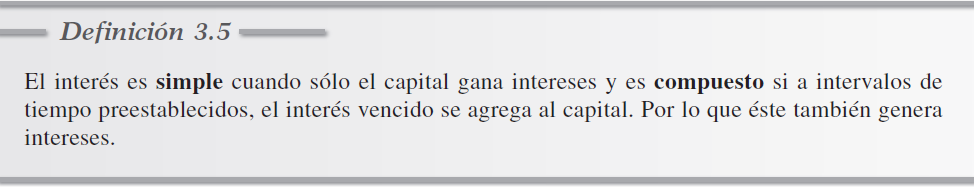 Definición 3.5
El interés es simple cuando sólo el capital gana intereses y es compuesto si a intervalos de
tiempo preestablecidos, el interés vencido se agrega al capital. Por lo que éste también genera
intereses.